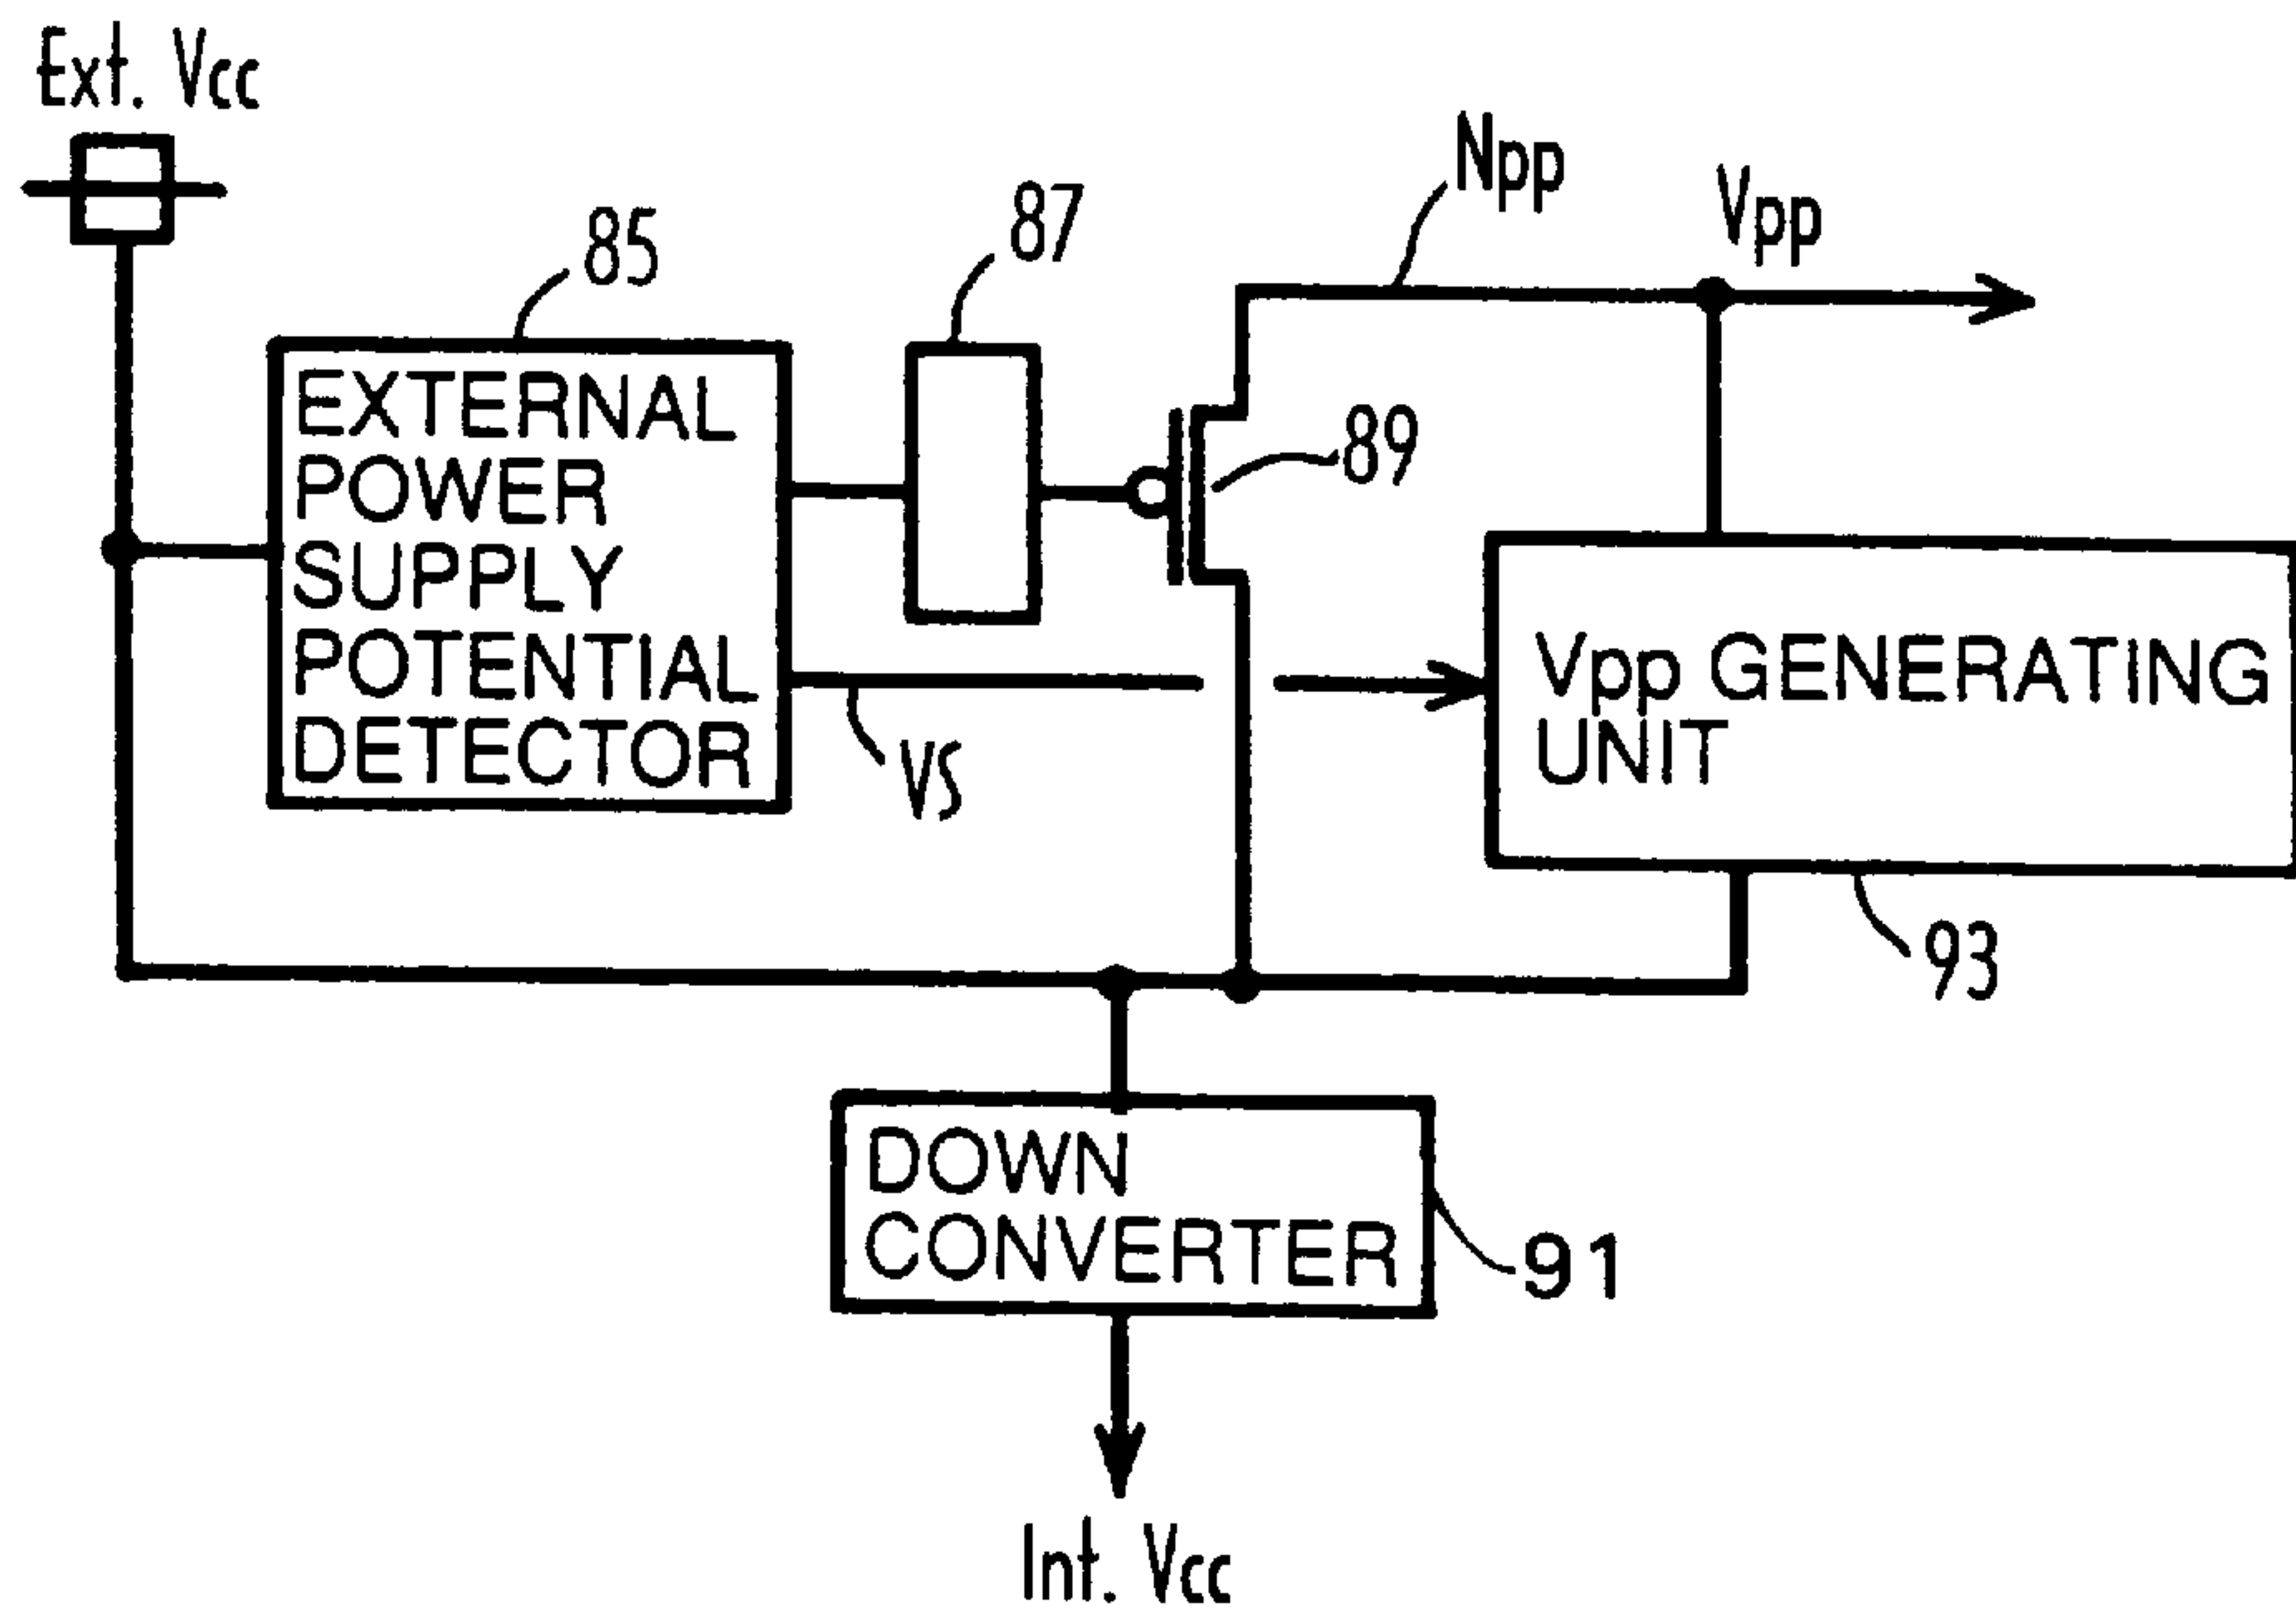 Ext. Vcc
Npp
Vpp
87
85
EXTERNAL
POWER
SUPPLY
POTENTIAL
DETECTOR
89
Vpp GENERATING
UNIT
VS
93
DOWN
CONVERTER
91
Int. Vcc